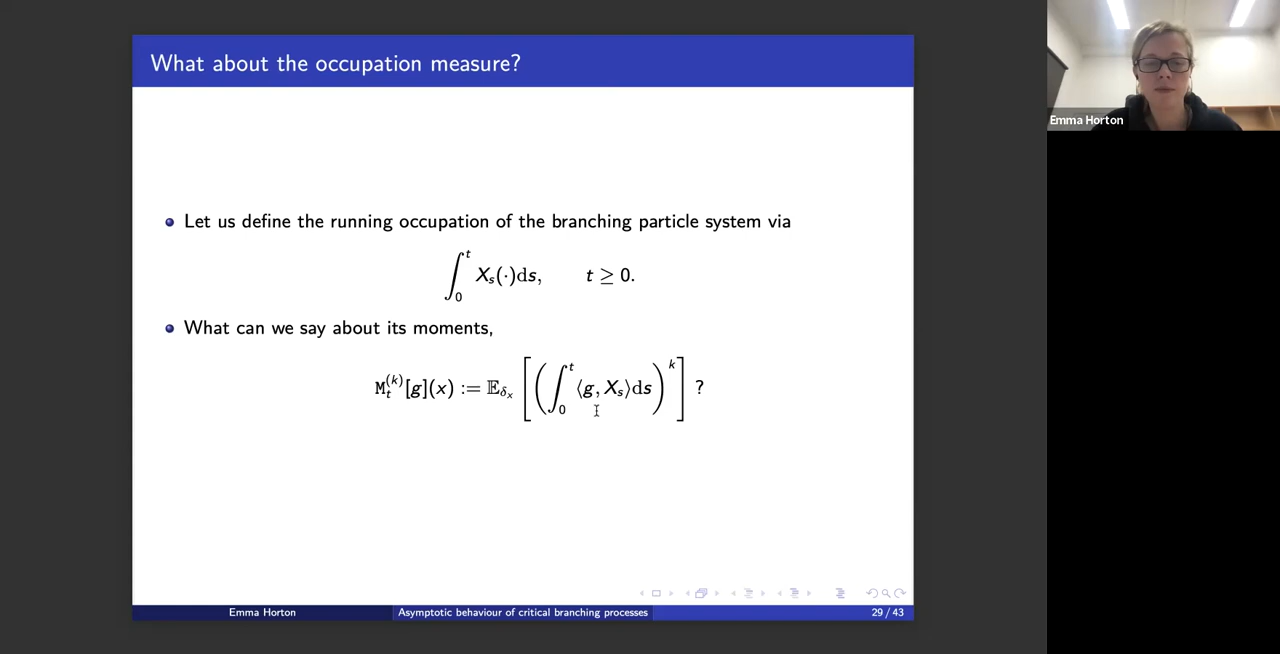 What about the occupation measure?
Emma Horton
Let us define the running occupation of the branching particle system via
∫_0^t X_s(·)ds, t ≥ 0.
What can we say about its moments,
M_t^{(k)}[g](x) := 𝔼_{δ_x} [ ( ∫_0^t ⟨g, X_s⟩ds )^k ] ?
Emma Horton Asymptotic behaviour of critical branching processes 29 / 43